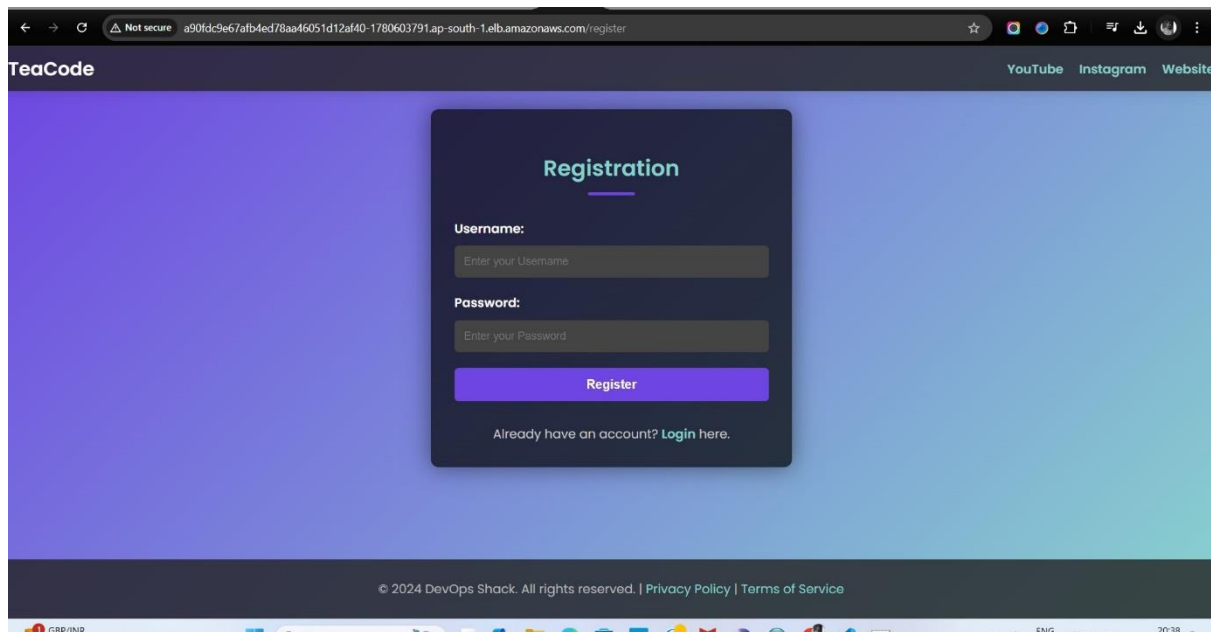 Not secure a90fdc9e67afb4ed78aa46051d12af40-1780603791.ap-south-1.elb.amazonaws.com/register
TeaCode
YouTube Instagram Website
Registration
Username:
Enter your Username
Password:
Enter your Password
Register
Already have an account? Login here.
© 2024 DevOps Shack. All rights reserved. | Privacy Policy | Terms of Service
1 GBP/INR
ENG 20:38